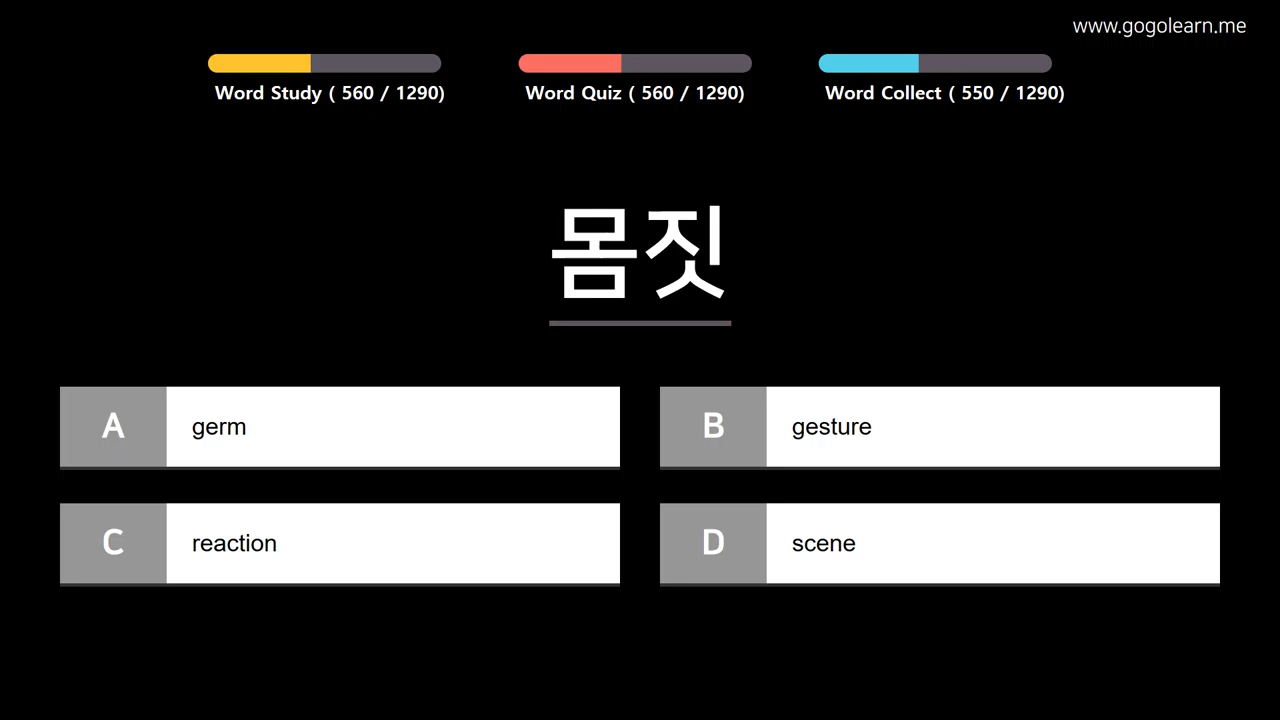 www.gogolearn.me
Word Study ( 560 / 1290)
Word Quiz ( 560 / 1290)
Word Collect ( 550 / 1290)
몸짓
A germ
B gesture
C reaction
D scene